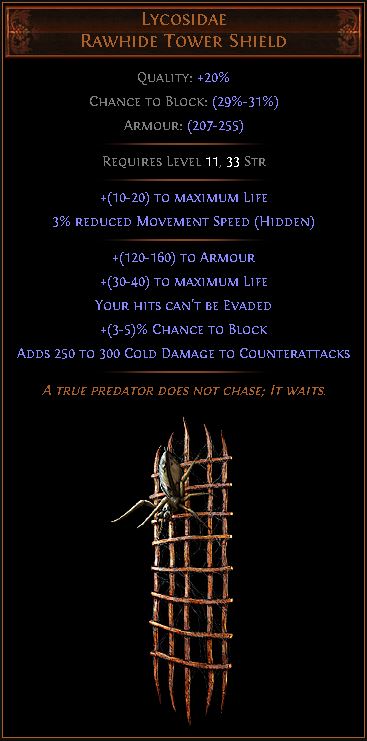 Lycosidae
Rawhide Tower Shield
Quality: +20%
Chance to Block: (29%-31%)
Armour: (207-255)
Requires Level 11, 33 Str
+(10-20) to maximum Life
3% reduced Movement Speed (Hidden)
+(120-160) to Armour
+(30-40) to maximum Life
Your hits can't be Evaded
+(3-5)% Chance to Block
Adds 250 to 300 Cold Damage to Counterattacks
A true predator does not chase; It waits.